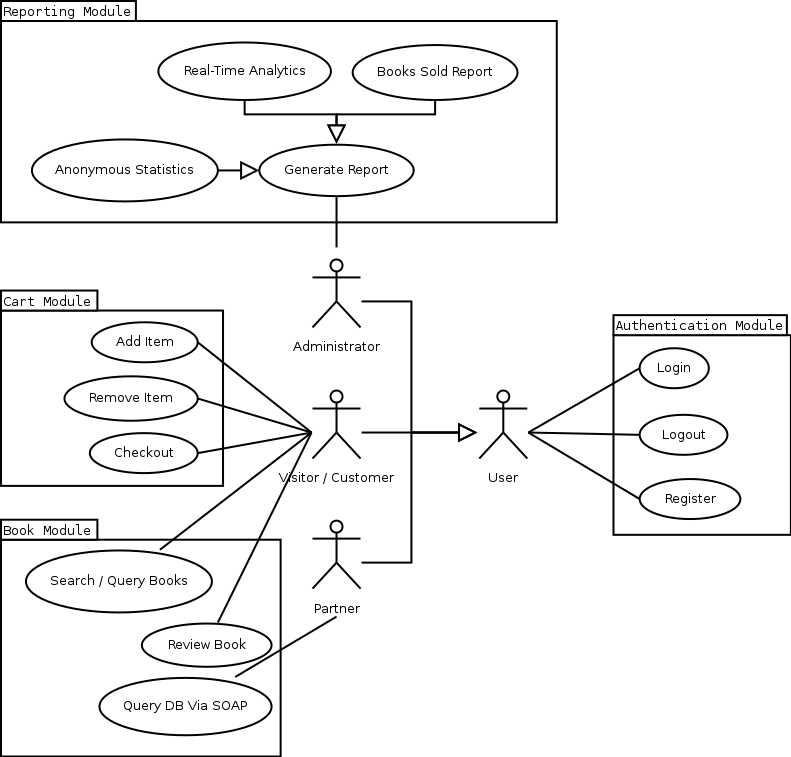 Reporting Module
Real-Time Analytics
Books Sold Report
Anonymous Statistics
Generate Report
Administrator
Cart Module
Add Item
Remove Item
Checkout
Visitor / Customer
User
Authentication Module
Login
Logout
Register
Book Module
Search / Query Books
Partner
Review Book
Query DB Via SOAP